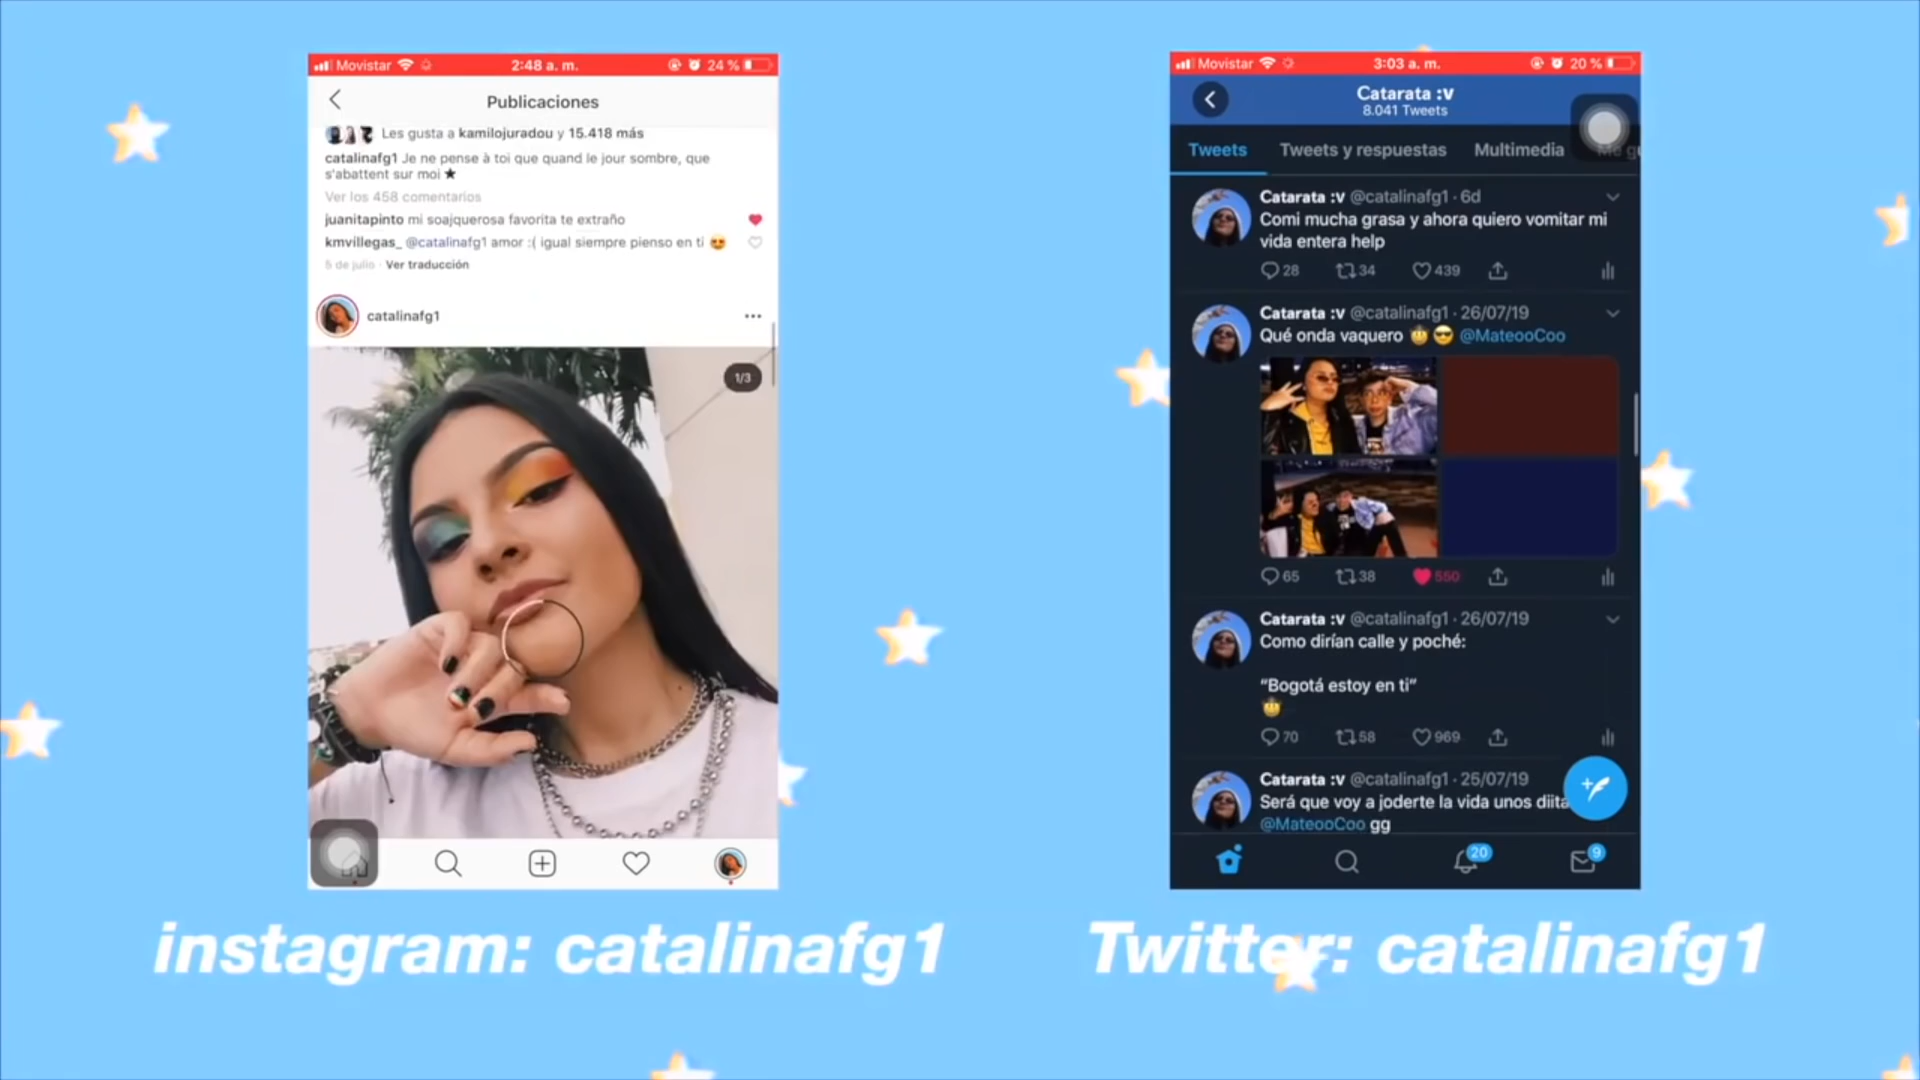 Movistar 2:48 a. m. 24 %
Publicaciones
Les gusta a kamilojuradou y 15.418 más
catalinafg1 Je ne pense à toi que quand le jour sombre, que
s'abattent sur moi ★
Ver los 458 comentarios
juanitapinto mi soajquerosa favorita te extraño
kmvillegas_ @catalinafg1 amor :( igual siempre pienso en ti 😍
5 de julio · Ver traducción
catalinafg1
1/3
instagram: catalinafg1
Movistar 3:03 a. m. 20 %
Catarata :v
8.041 Tweets
Tweets Tweets y respuestas Multimedia
Catarata :v @catalinafg1 · 6d
Comi mucha grasa y ahora quiero vomitar mi
vida entera help
28 34 439
Catarata :v @catalinafg1 · 26/07/19
Qué onda vaquero 🤠 😎 @MateooCoo
65 38 550
Catarata :v @catalinafg1 · 26/07/19
Como dirían calle y poché:
“Bogotá estoy en ti”
🤠
70 58 969
Catarata :v @catalinafg1 · 25/07/19
Será que voy a joderte la vida unos diita
@MateooCoo gg
20 9
Twitter: catalinafg1